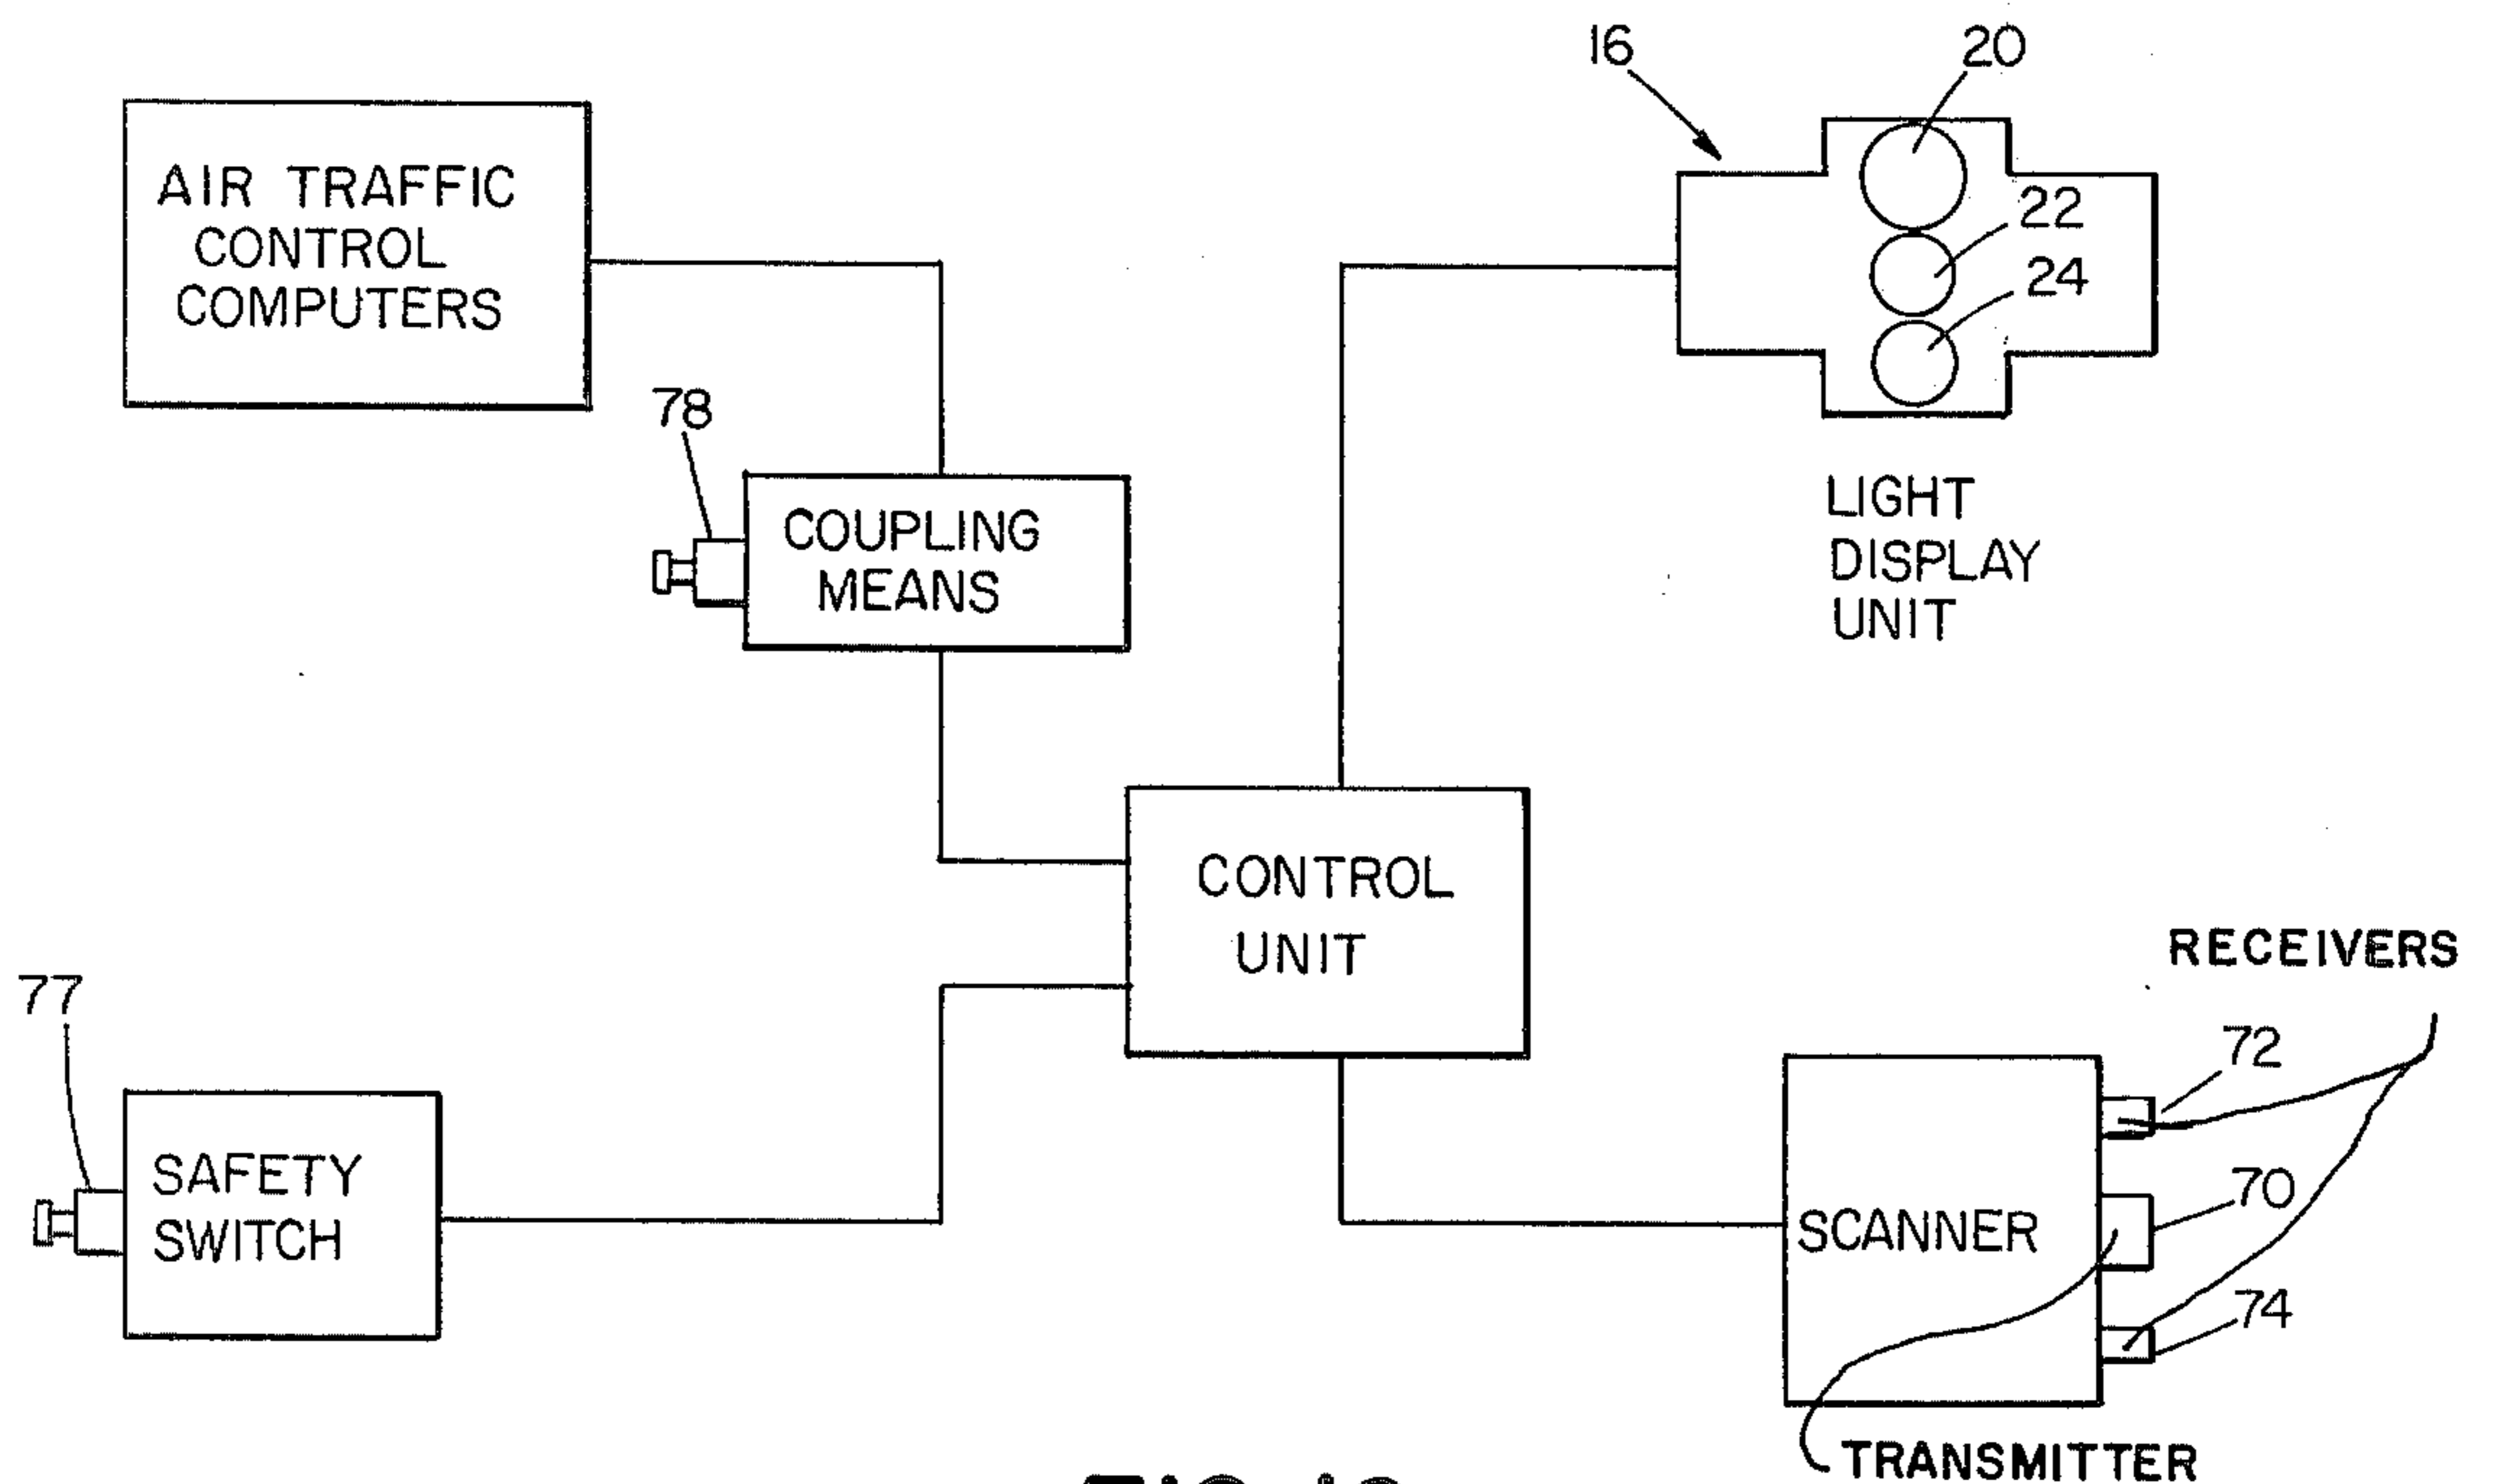 16
20
AIR TRAFFIC
CONTROL
COMPUTERS
22
24
78
COUPLING
MEANS
LIGHT
DISPLAY
UNIT
CONTROL
UNIT
RECEIVERS
77
72
SAFETY
SWITCH
70
SCANNER
74
TRANSMITTER